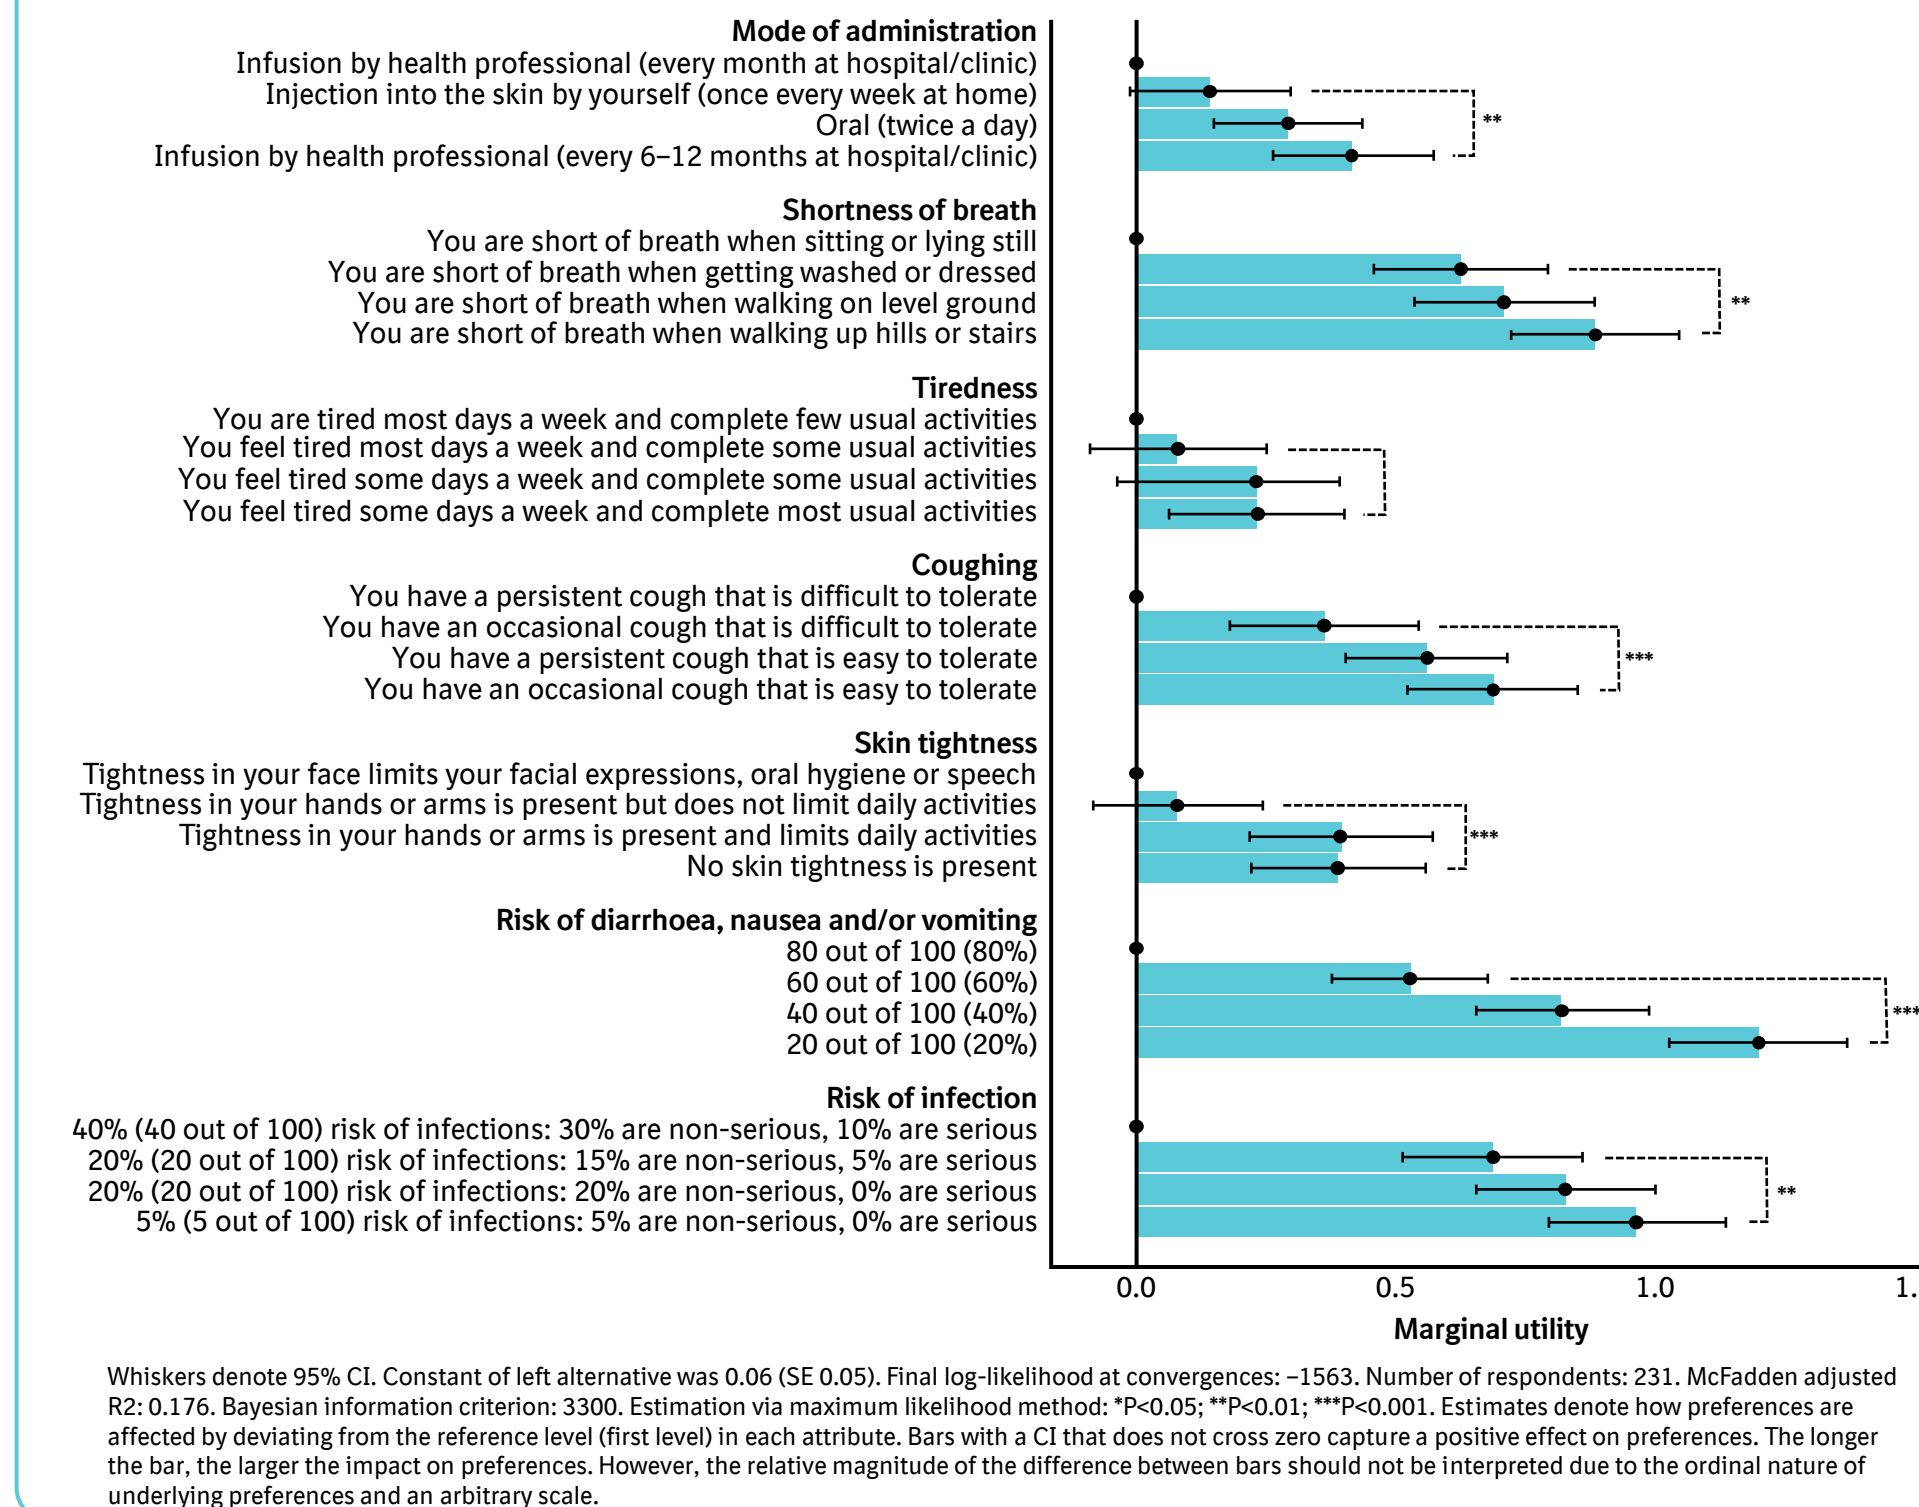 Mode of administration
Infusion by health professional (every month at hospital/clinic)
Injection into the skin by yourself (once every week at home)
Oral (twice a day)
Infusion by health professional (every 6–12 months at hospital/clinic)
**
Shortness of breath
You are short of breath when sitting or lying still
You are short of breath when getting washed or dressed
You are short of breath when walking on level ground
You are short of breath when walking up hills or stairs
**
Tiredness
You are tired most days a week and complete few usual activities
You feel tired most days a week and complete some usual activities
You feel tired some days a week and complete some usual activities
You feel tired some days a week and complete most usual activities
Coughing
You have a persistent cough that is difficult to tolerate
You have an occasional cough that is difficult to tolerate
You have a persistent cough that is easy to tolerate
You have an occasional cough that is easy to tolerate
***
Skin tightness
Tightness in your face limits your facial expressions, oral hygiene or speech
Tightness in your hands or arms is present but does not limit daily activities
Tightness in your hands or arms is present and limits daily activities
No skin tightness is present
***
Risk of diarrhoea, nausea and/or vomiting
80 out of 100 (80%)
60 out of 100 (60%)
40 out of 100 (40%)
20 out of 100 (20%)
***
Risk of infection
40% (40 out of 100) risk of infections: 30% are non-serious, 10% are serious
20% (20 out of 100) risk of infections: 15% are non-serious, 5% are serious
20% (20 out of 100) risk of infections: 20% are non-serious, 0% are serious
5% (5 out of 100) risk of infections: 5% are non-serious, 0% are serious
**
0.0 0.5 1.0 1.
Marginal utility
Whiskers denote 95% CI. Constant of left alternative was 0.06 (SE 0.05). Final log-likelihood at convergences: –1563. Number of respondents: 231. McFadden adjusted
R2: 0.176. Bayesian information criterion: 3300. Estimation via maximum likelihood method: *P<0.05; **P<0.01; ***P<0.001. Estimates denote how preferences are
affected by deviating from the reference level (first level) in each attribute. Bars with a CI that does not cross zero capture a positive effect on preferences. The longer
the bar, the larger the impact on preferences. However, the relative magnitude of the difference between bars should not be interpreted due to the ordinal nature of
underlying preferences and an arbitrary scale.